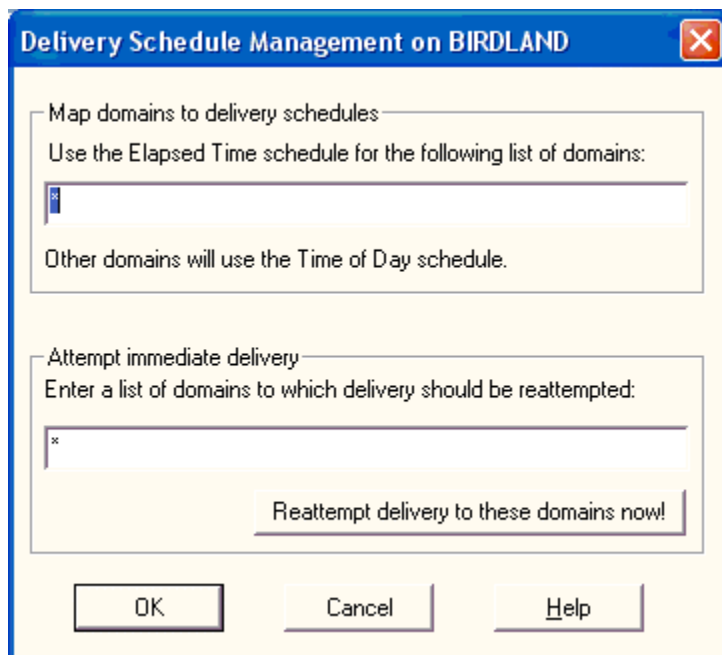 Delivery Schedule Management on BIRDLAND
Map domains to delivery schedules
Use the Elapsed Time schedule for the following list of domains:
*
Other domains will use the Time of Day schedule.
Attempt immediate delivery
Enter a list of domains to which delivery should be reattempted:
*
Reattempt delivery to these domains now!
OK Cancel Help